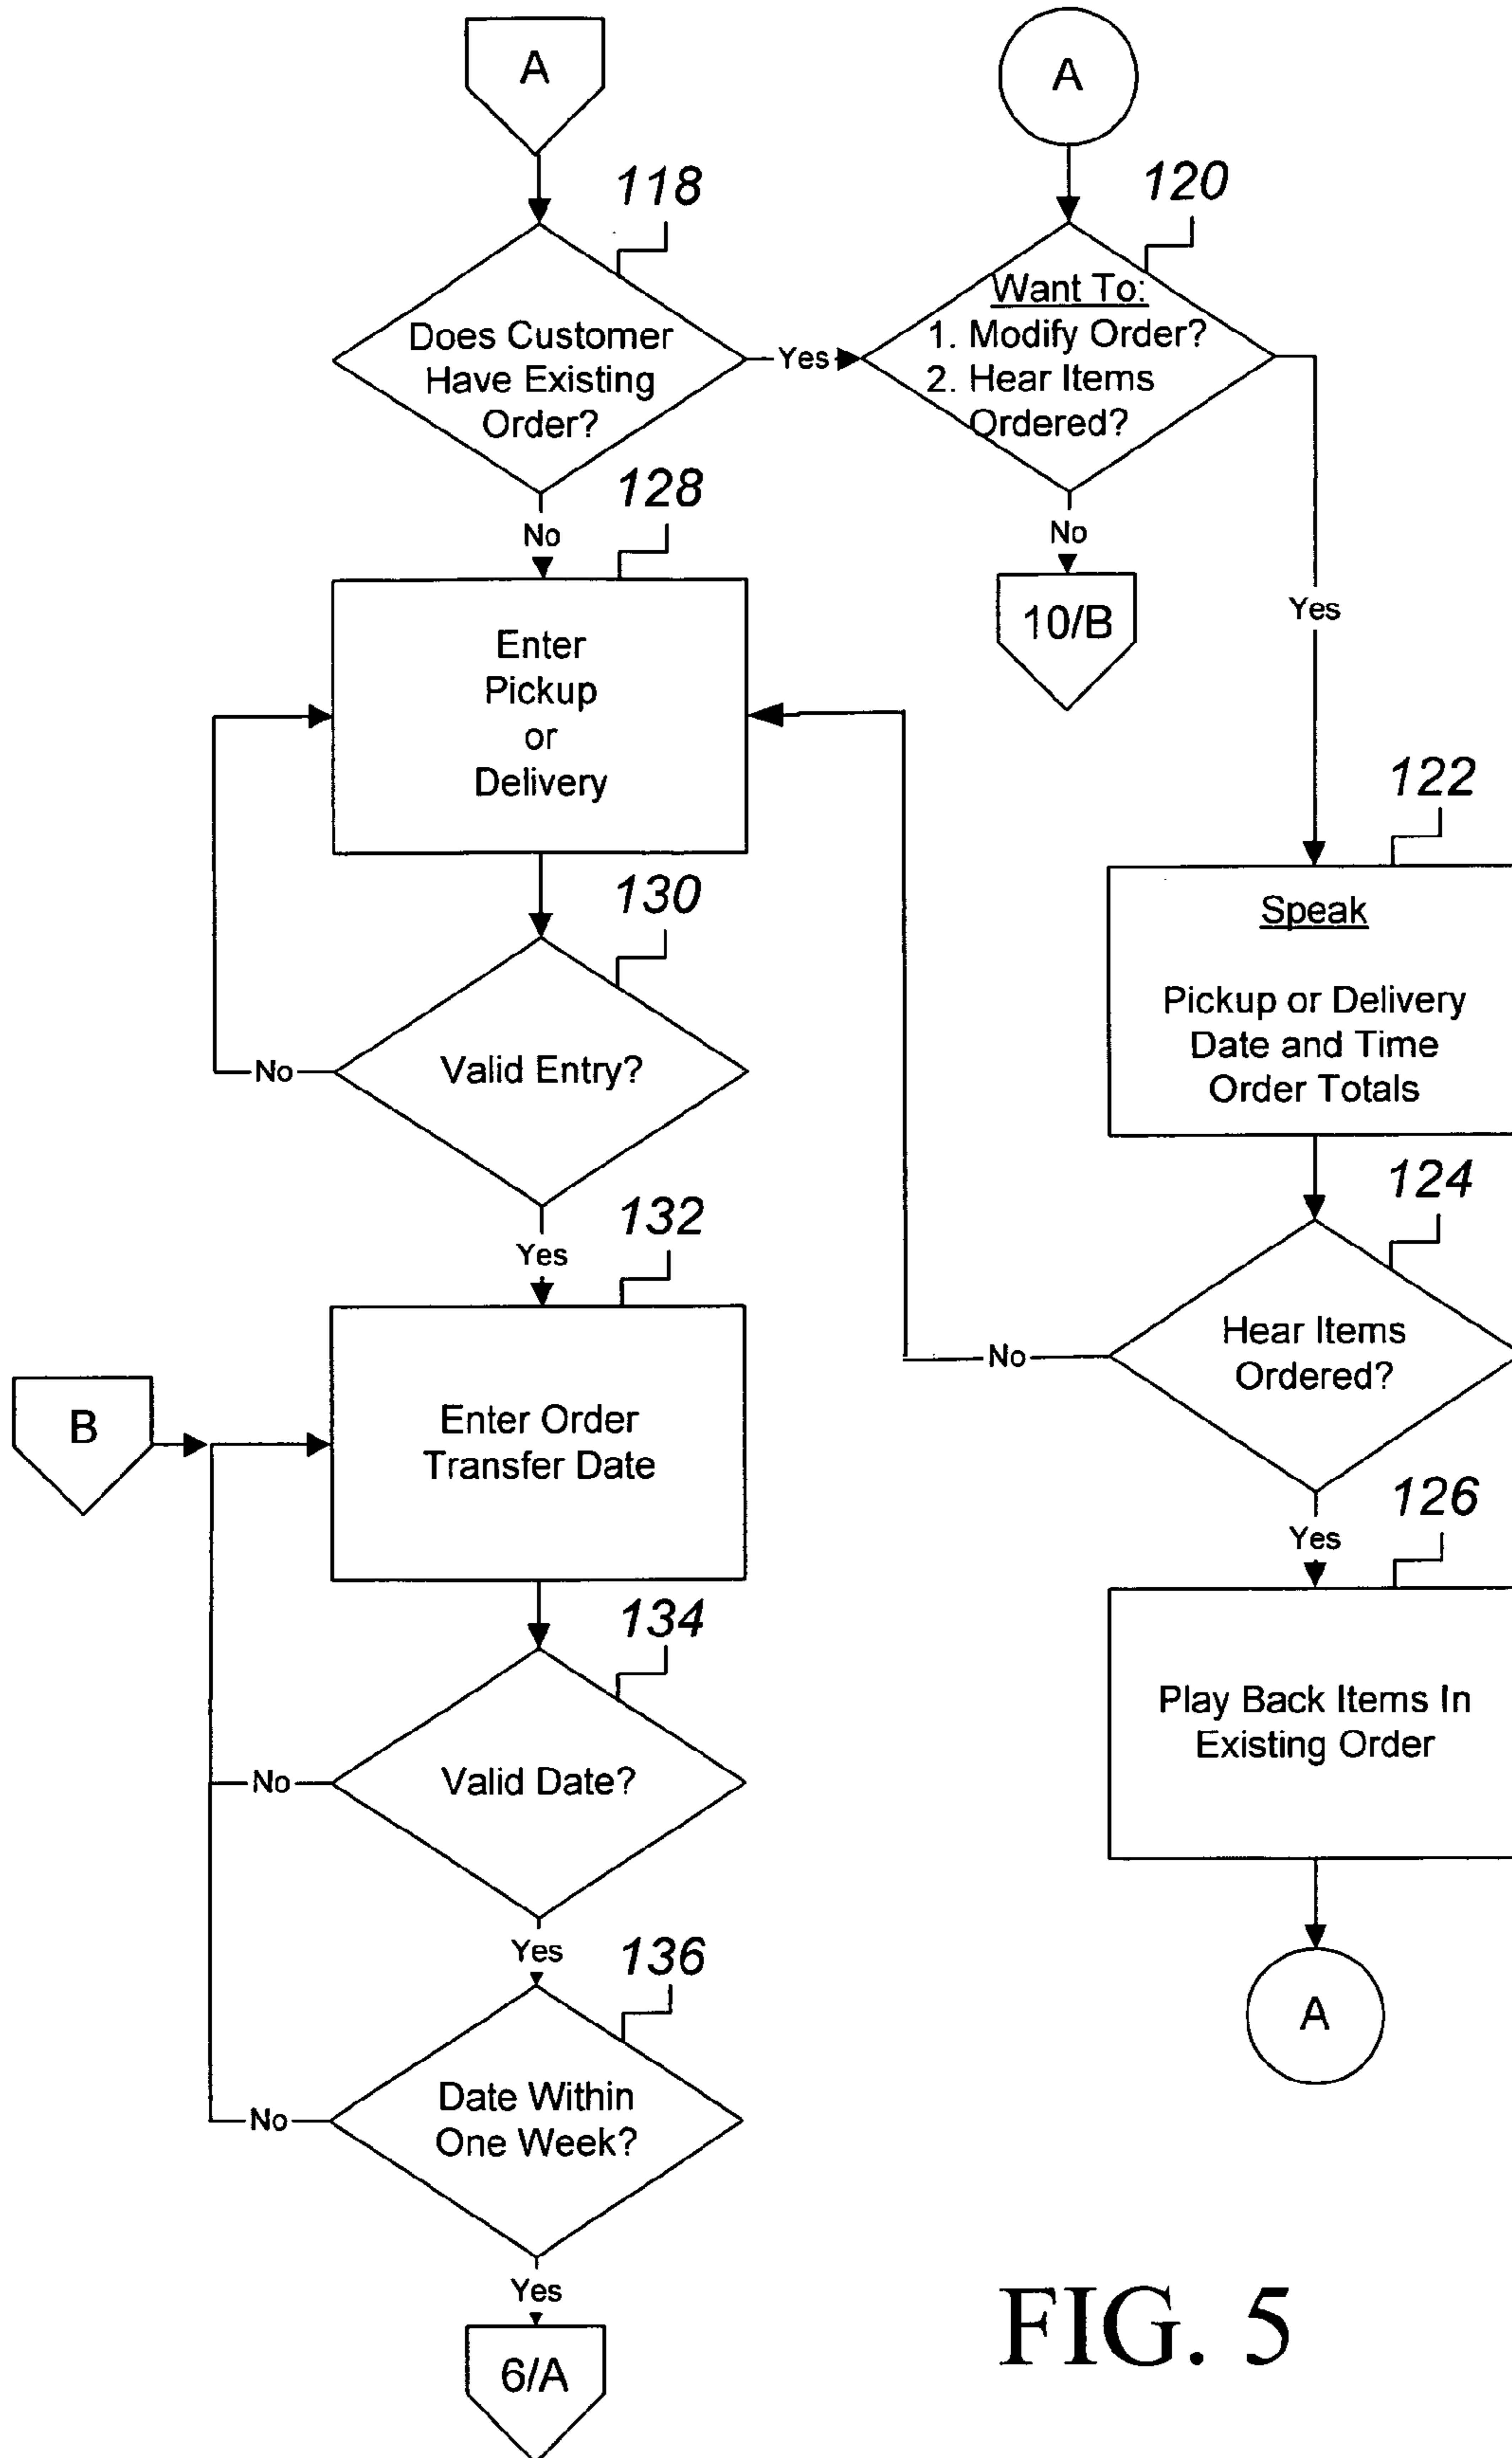 A
A
118
120
Does Customer
Have Existing
Order?
Yes
Want To:
1. Modify Order?
2. Hear Items
Ordered?
No
128
No
10/B
Yes
Enter
Pickup
or
Delivery
122
Speak
Pickup or Delivery
Date and Time
Order Totals
130
Valid Entry?
No
Yes
132
124
Hear Items
Ordered?
No
B
Enter Order
Transfer Date
Yes
126
134
Play Back Items In
Existing Order
Valid Date?
No
Yes
136
A
Date Within
One Week?
No
Yes
6/A
FIG. 5